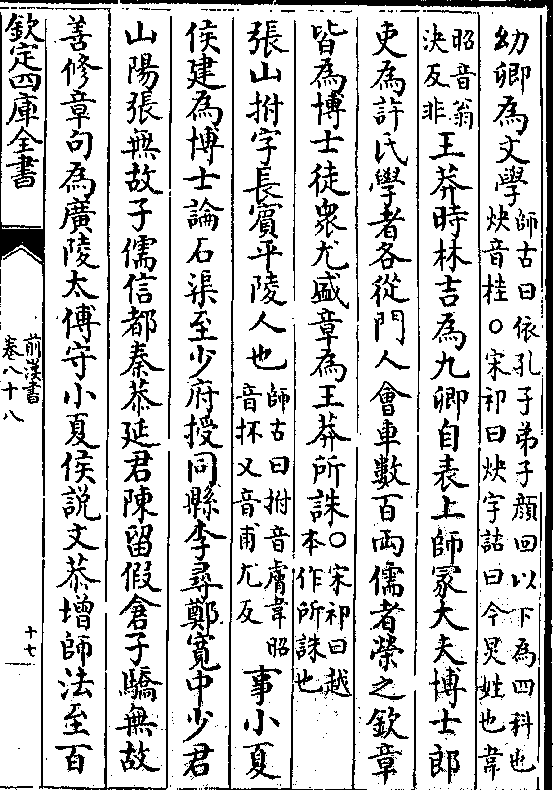 幼卿為文學師古曰依孔子弟子顔回以下為四科也炔音桂○宋祁曰炔字詁曰今炅姓也韋
昭音翁決反非王莽時林吉為九卿自表上師冡大夫博士郎
吏為許氏學者各從門人會車數百兩儒者榮之欽章
皆為博士徒衆尤盛章為王莽所誅○宋祁曰越本作所誅也
張山拊字長賓平陵人也師古曰拊音膚韋昭音抔又音甫尤反事小夏
侯建為博士論石渠至少府授同縣李尋鄭寛中少君
山陽張無故子儒信都秦恭延君陳留假倉子驕無故
善修章句為廣陵太傅守小夏侯説文恭增師法至百
欽定四庫全書
前漢書
卷八十八
十七